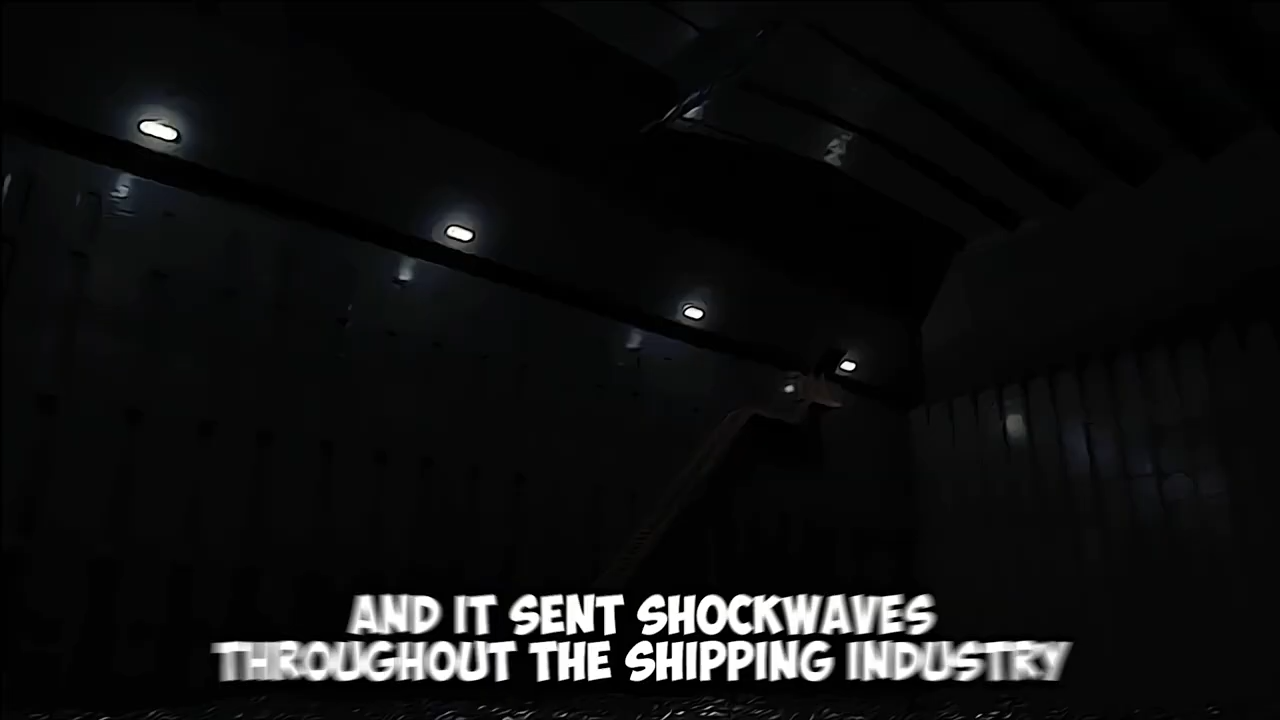 AND IT SENT SHOCKWAVES
THROUGHOUT THE SHIPPING INDUSTRY